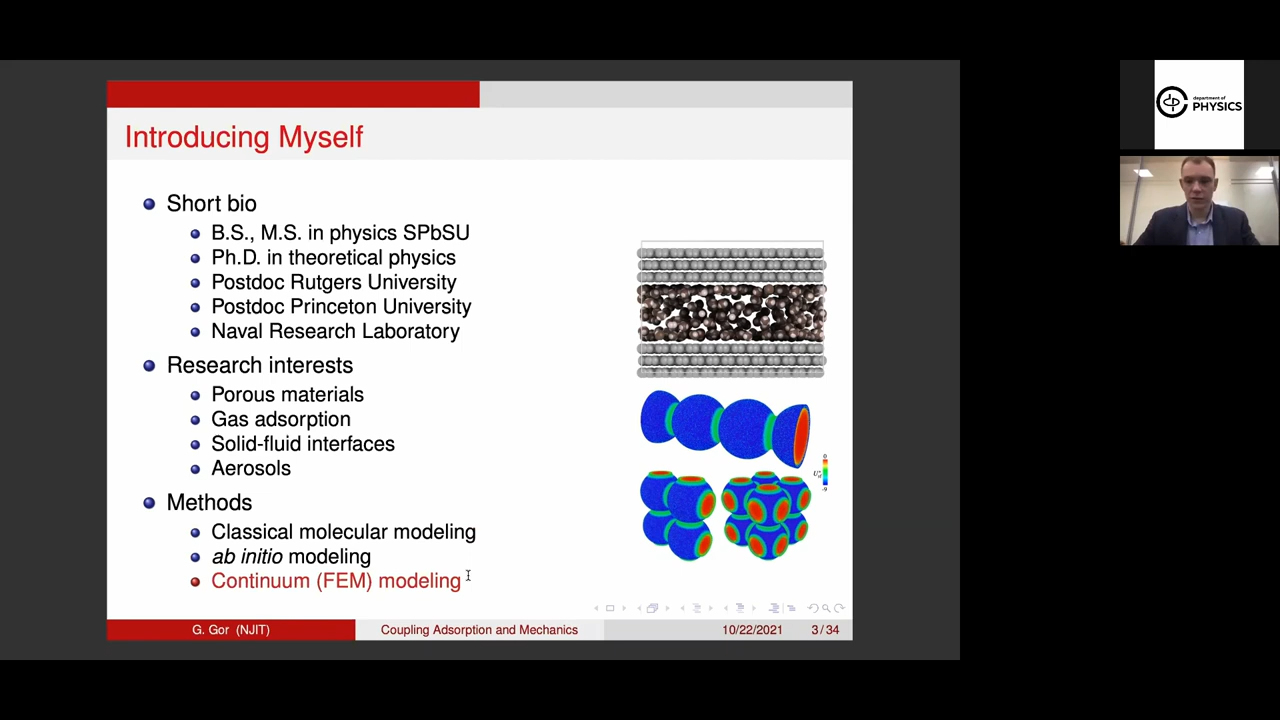 Introducing Myself
Short bio
B.S., M.S. in physics SPbSU
Ph.D. in theoretical physics
Postdoc Rutgers University
Postdoc Princeton University
Naval Research Laboratory
Research interests
Porous materials
Gas adsorption
Solid-fluid interfaces
Aerosols
Methods
Classical molecular modeling
ab initio modeling
Continuum (FEM) modeling
G. Gor (NJIT)
Coupling Adsorption and Mechanics
10/22/2021
3 / 34
department of
PHYSICS